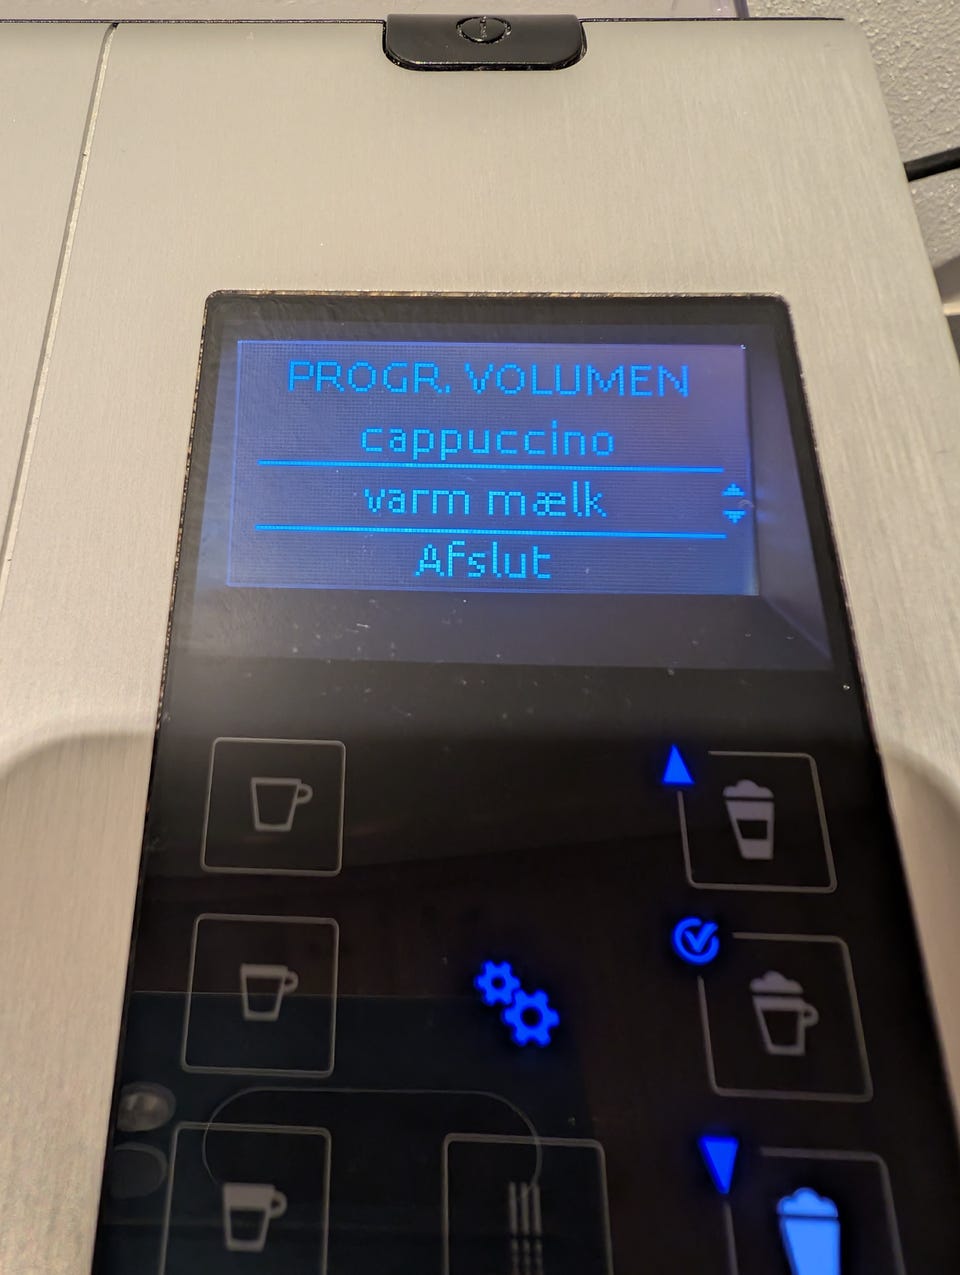 PROGR. VOLUMEN
cappuccino
varm mælk
Afslut